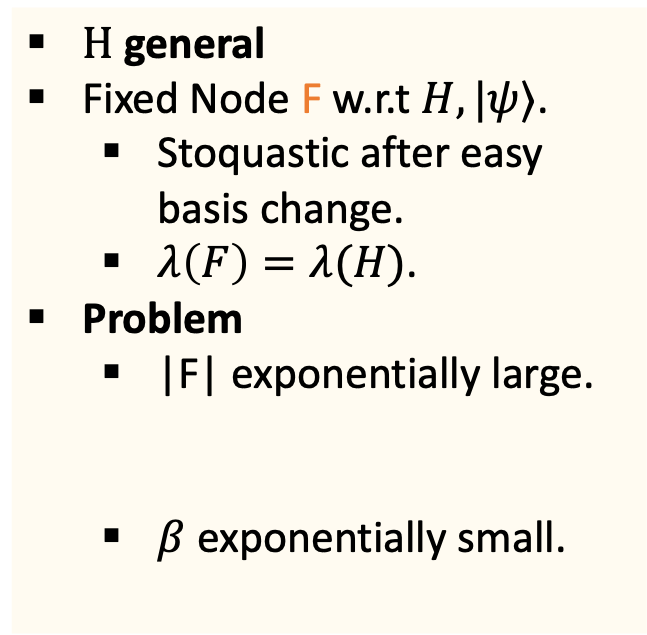 ▪ H general
▪ Fixed Node F w.r.t H, |ψ⟩.
▪ Stoquastic after easy
basis change.
▪ λ(F) = λ(H).
▪ Problem
▪ |F| exponentially large.
▪ β exponentially small.